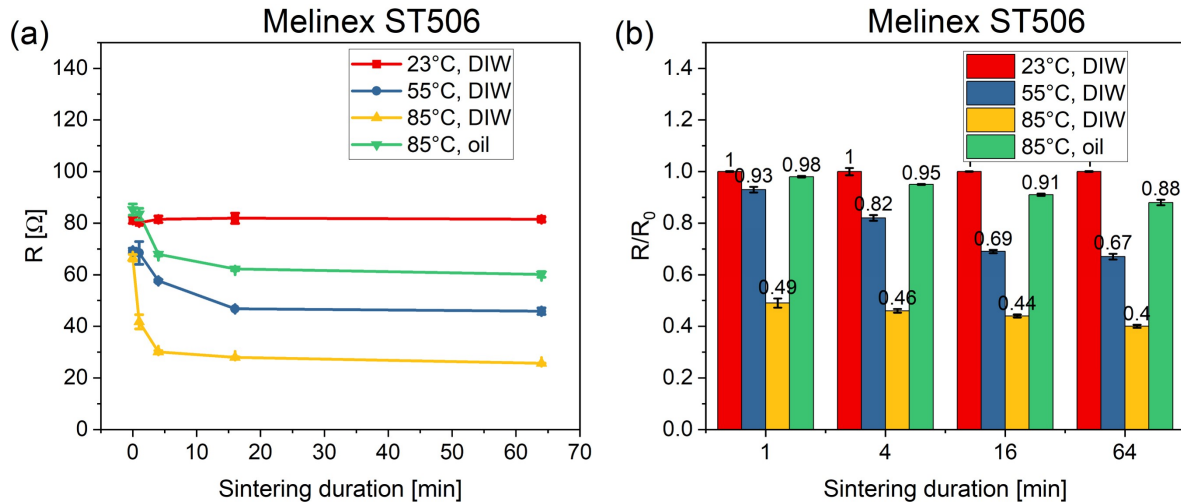 (a)
Melinex ST506
23°C, DIW
55°C, DIW
85°C, DIW
85°C, oil
R [Ω]
140
120
100
80
60
40
20
0
0 10 20 30 40 50 60 70
Sintering duration [min]
(b)
Melinex ST506
23°C, DIW
55°C, DIW
85°C, DIW
85°C, oil
R/R₀
1.4
1.2
1.0
0.8
0.6
0.4
0.2
0.0
1 0.93 0.49 0.98
1 0.82 0.46 0.95
1 0.69 0.44 0.91
1 0.67 0.4 0.88
1 4 16 64
Sintering duration [min]